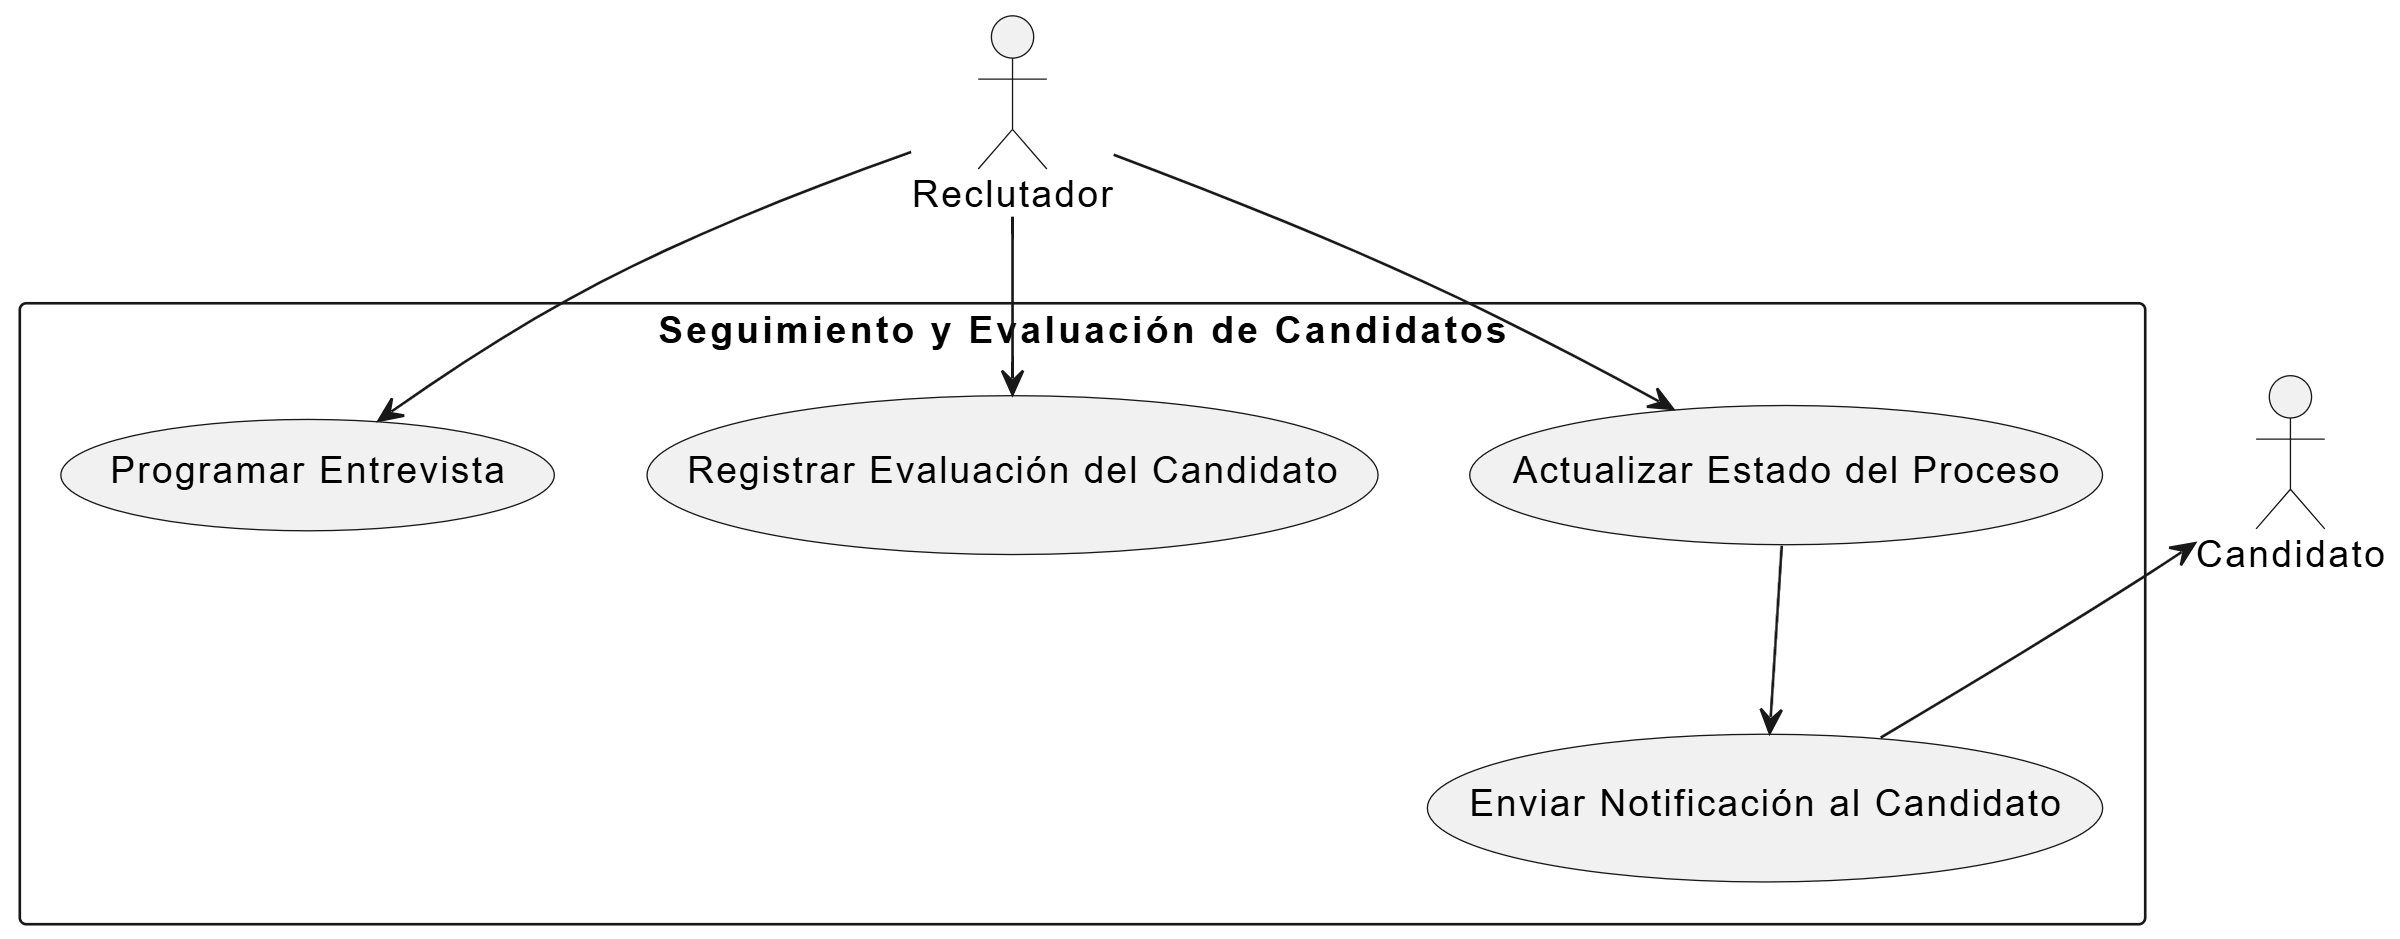 Reclutador
Seguimiento y Evaluación de Candidatos
Programar Entrevista
Registrar Evaluación del Candidato
Actualizar Estado del Proceso
Candidato
Enviar Notificación al Candidato